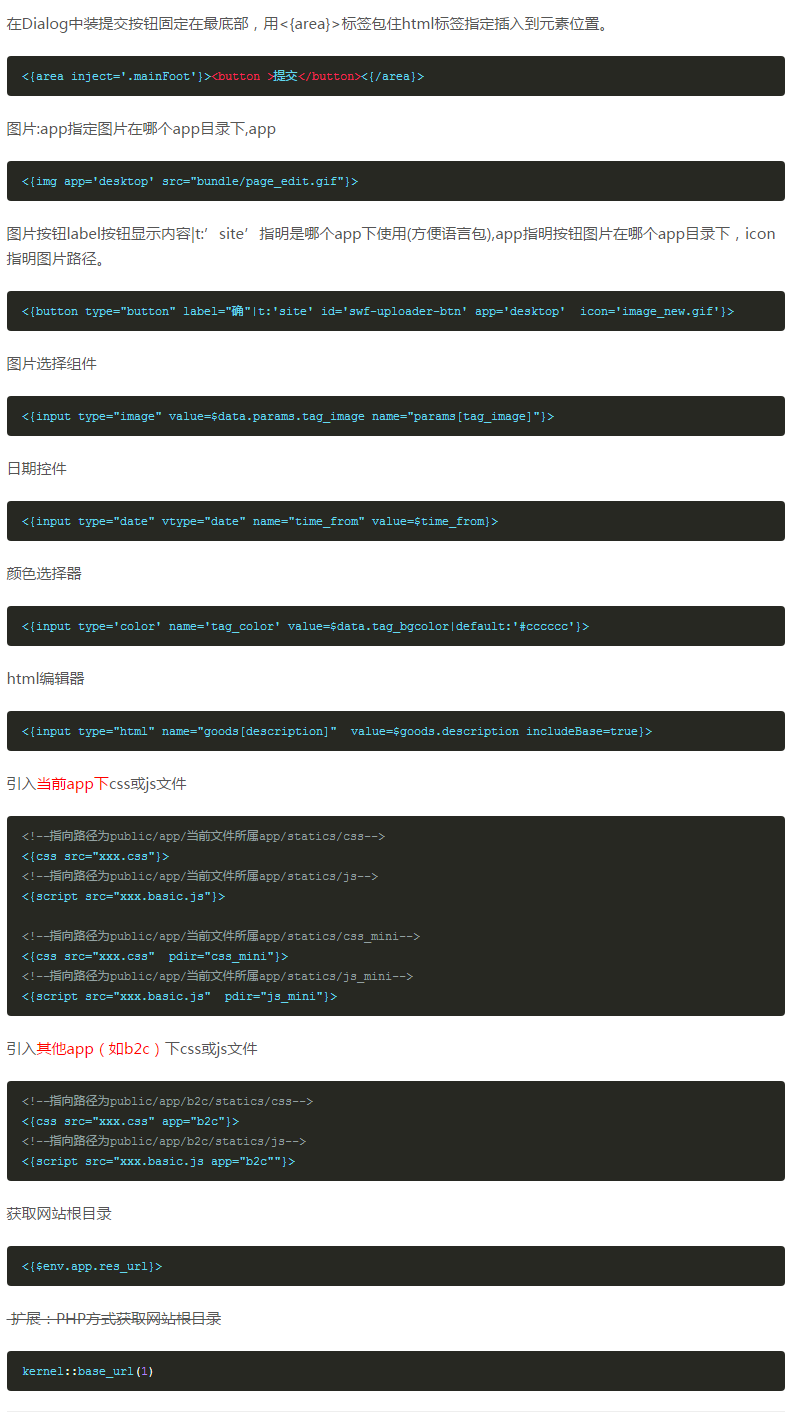 在Dialog中装提交按钮固定在最底部，用<{area}>标签包住html标签指定插入到元素位置。
<{area inject='.mainFoot'}><button >提交</button><{/area}>
图片:app指定图片在哪个app目录下,app
<{img app='desktop' src="bundle/page_edit.gif"}>
图片按钮label按钮显示内容|t:’site’指明是哪个app下使用(方便语言包),app指明按钮图片在哪个app目录下，icon
指明图片路径。
<{button type="button" label="确"|t:'site' id='swf-uploader-btn' app='desktop'  icon='image_new.gif'}>
图片选择组件
<{input type="image" value=$data.params.tag_image name="params[tag_image]"}>
日期控件
<{input type="date" vtype="date" name="time_from" value=$time_from}>
颜色选择器
<{input type='color' name='tag_color' value=$data.tag_bgcolor|default:'#cccccc'}>
html编辑器
<{input type="html" name="goods[description]"  value=$goods.description includeBase=true}>
引入当前app下css或js文件
<!--指向路径为public/app/当前文件所属app/statics/css-->
<{css src="xxx.css"}>
<!--指向路径为public/app/当前文件所属app/statics/js-->
<{script src="xxx.basic.js"}>
<!--指向路径为public/app/当前文件所属app/statics/css_mini-->
<{css src="xxx.css"  pdir="css_mini"}>
<!--指向路径为public/app/当前文件所属app/statics/js_mini-->
<{script src="xxx.basic.js"  pdir="js_mini"}>
引入其他app（如b2c）下css或js文件
<!--指向路径为public/app/b2c/statics/css-->
<{css src="xxx.css" app="b2c"}>
<!--指向路径为public/app/b2c/statics/js-->
<{script src="xxx.basic.js app="b2c""}>
获取网站根目录
<{$env.app.res_url}>
扩展：PHP方式获取网站根目录
kernel::base_url(1)